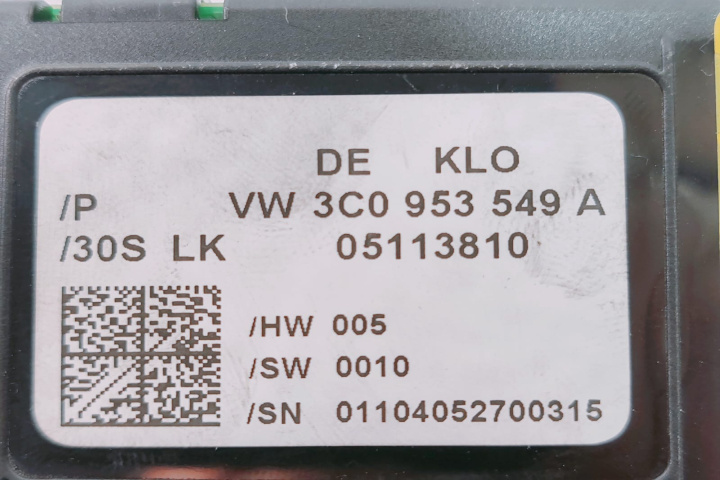 DE KLO
/P VW 3C0 953 549 A
/30S LK 05113810
/HW 005
/SW 0010
/SN 01104052700315